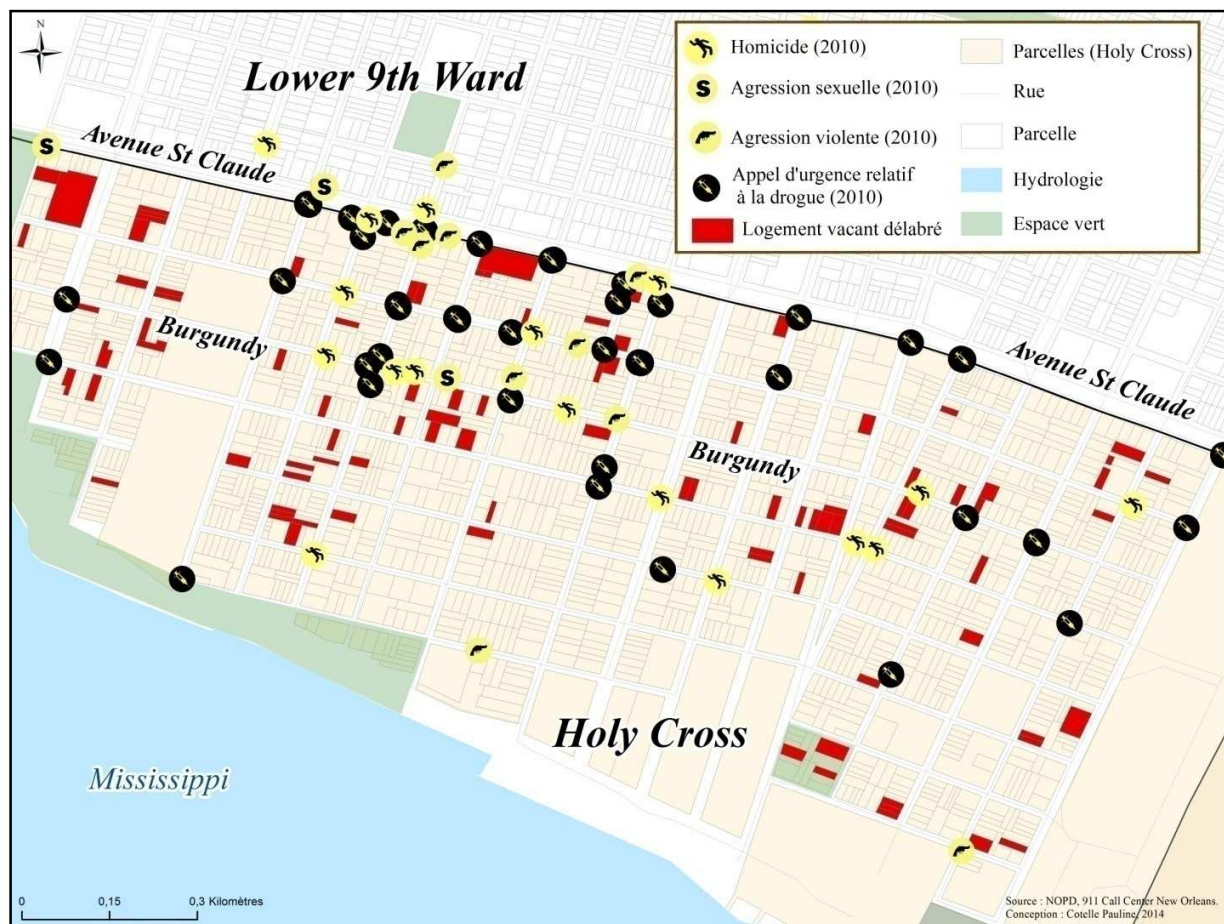 N
Lower 9th Ward
Avenue St Claude
Burgundy
Burgundy
Avenue St Claude
Holy Cross
Mississippi
Homicide (2010)
S Agression sexuelle (2010)
Agression violente (2010)
Appel d'urgence relatif
à la drogue (2010)
Logement vacant délabré
Parcelles (Holy Cross)
Rue
Parcelle
Hydrologie
Espace vert
S
S
S
0 0,15 0,3 Kilomètres
Source : NOPD, 911 Call Center New Orleans.
Conception : Cotelle Pauline, 2014